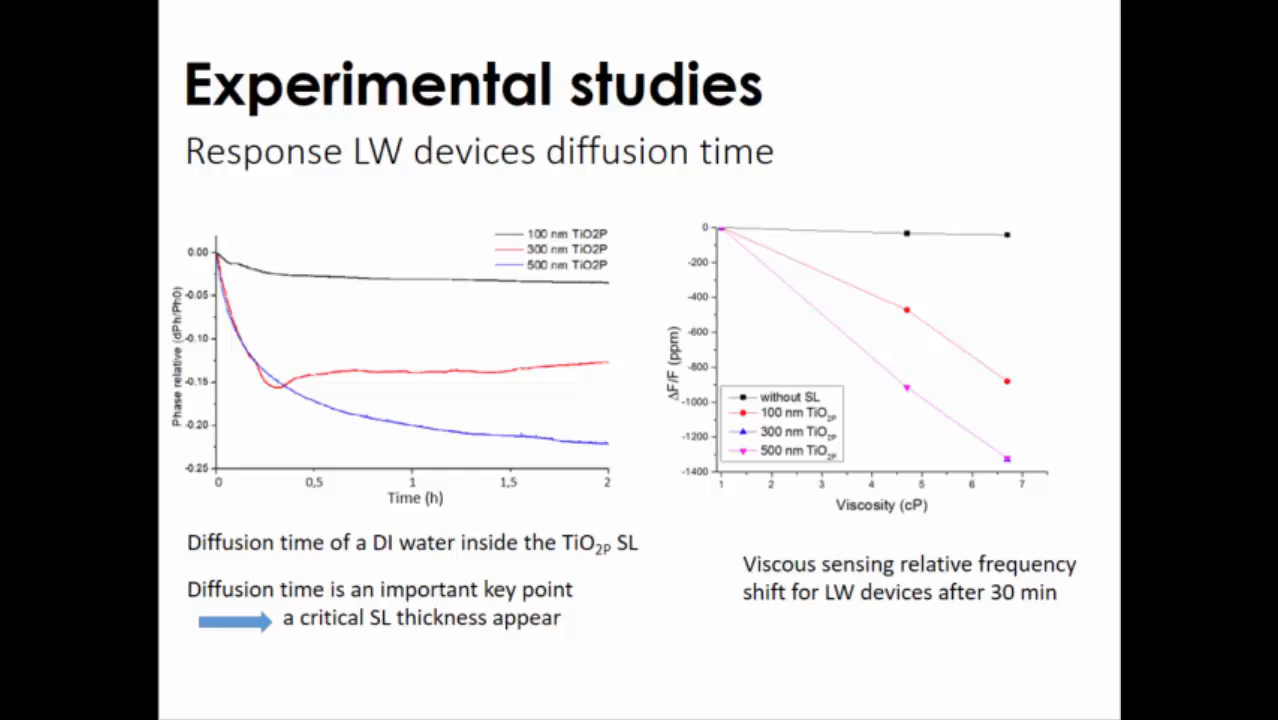 Experimental studies
Response LW devices diffusion time
100 nm TiO2P
300 nm TiO2P
500 nm TiO2P
0.00
-0.05
-0.10
-0.15
-0.20
-0.25
Phase relative (dPh/Ph0)
0 0,5 1 1,5 2
Time (h)
0
-200
-400
-600
-800
-1000
-1200
-1400
ΔF/F (ppm)
without SL
100 nm TiO2P
300 nm TiO2P
500 nm TiO2P
1 2 3 4 5 6 7
Viscosity (cP)
Diffusion time of a DI water inside the TiO2P SL
Diffusion time is an important key point
a critical SL thickness appear
Viscous sensing relative frequency
shift for LW devices after 30 min